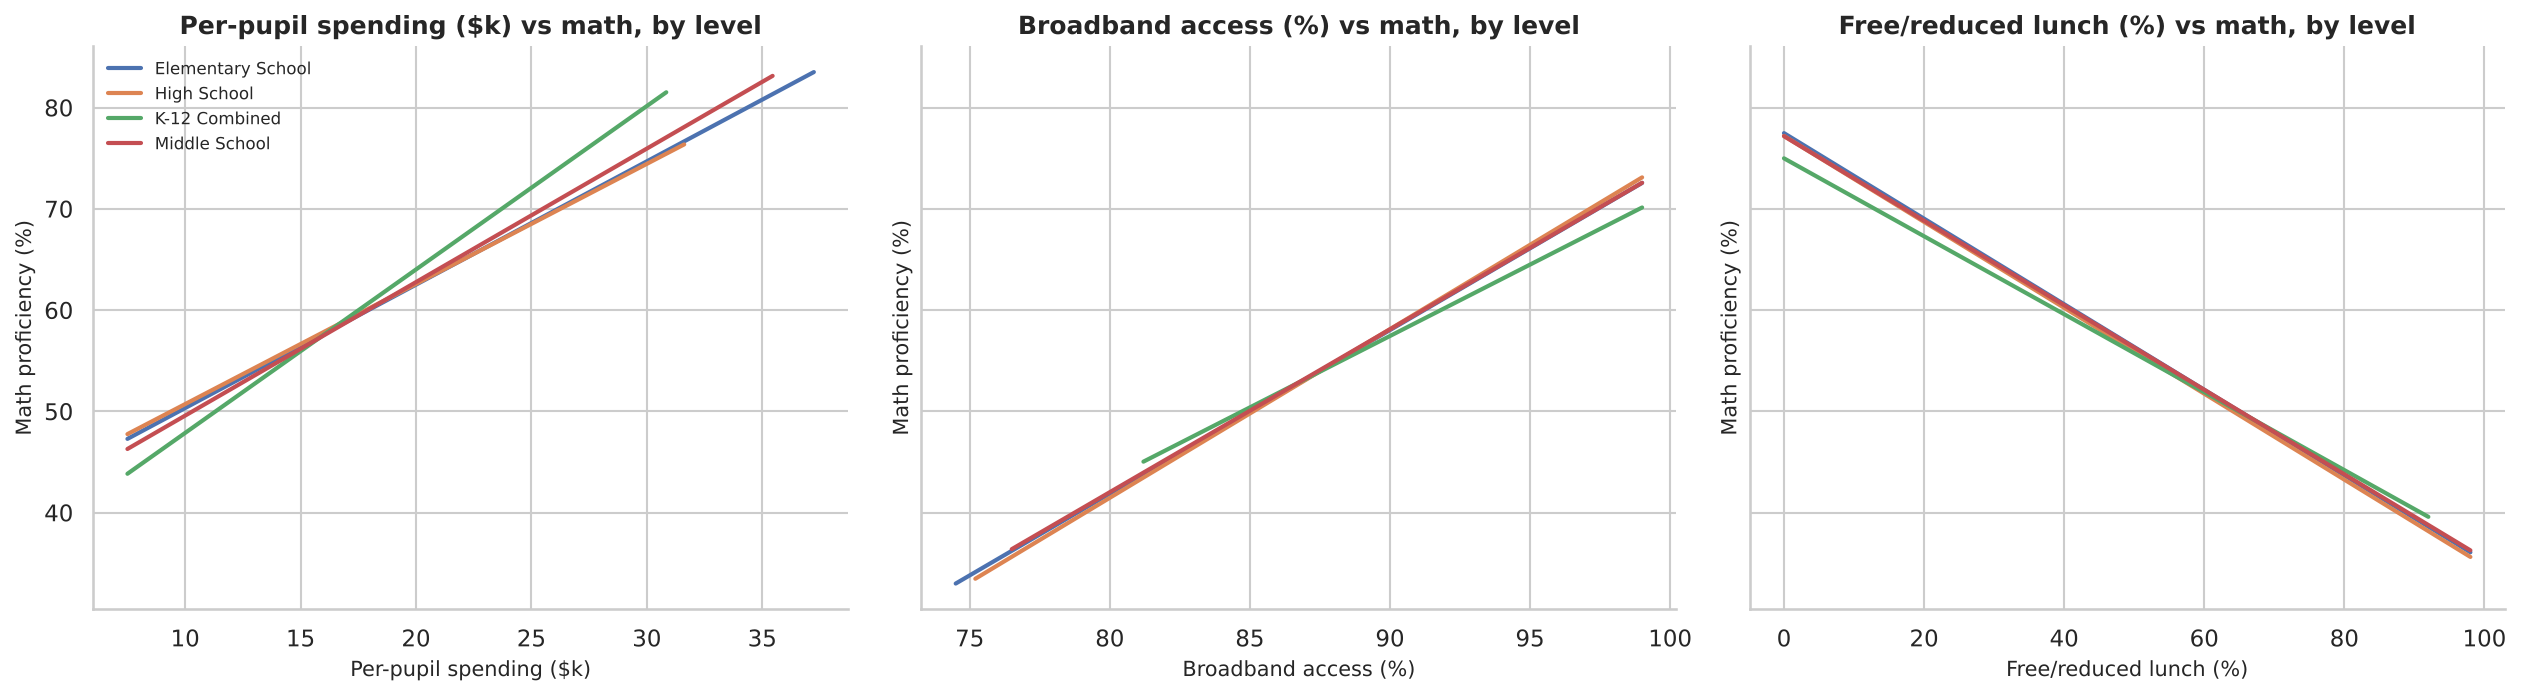 Per-pupil spending ($k) vs math, by level
Elementary School
High School
K-12 Combined
Middle School
80
70
60
50
40
Math proficiency (%)
10 15 20 25 30 35
Per-pupil spending ($k)
Broadband access (%) vs math, by level
Math proficiency (%)
75 80 85 90 95 100
Broadband access (%)
Free/reduced lunch (%) vs math, by level
Math proficiency (%)
0 20 40 60 80 100
Free/reduced lunch (%)